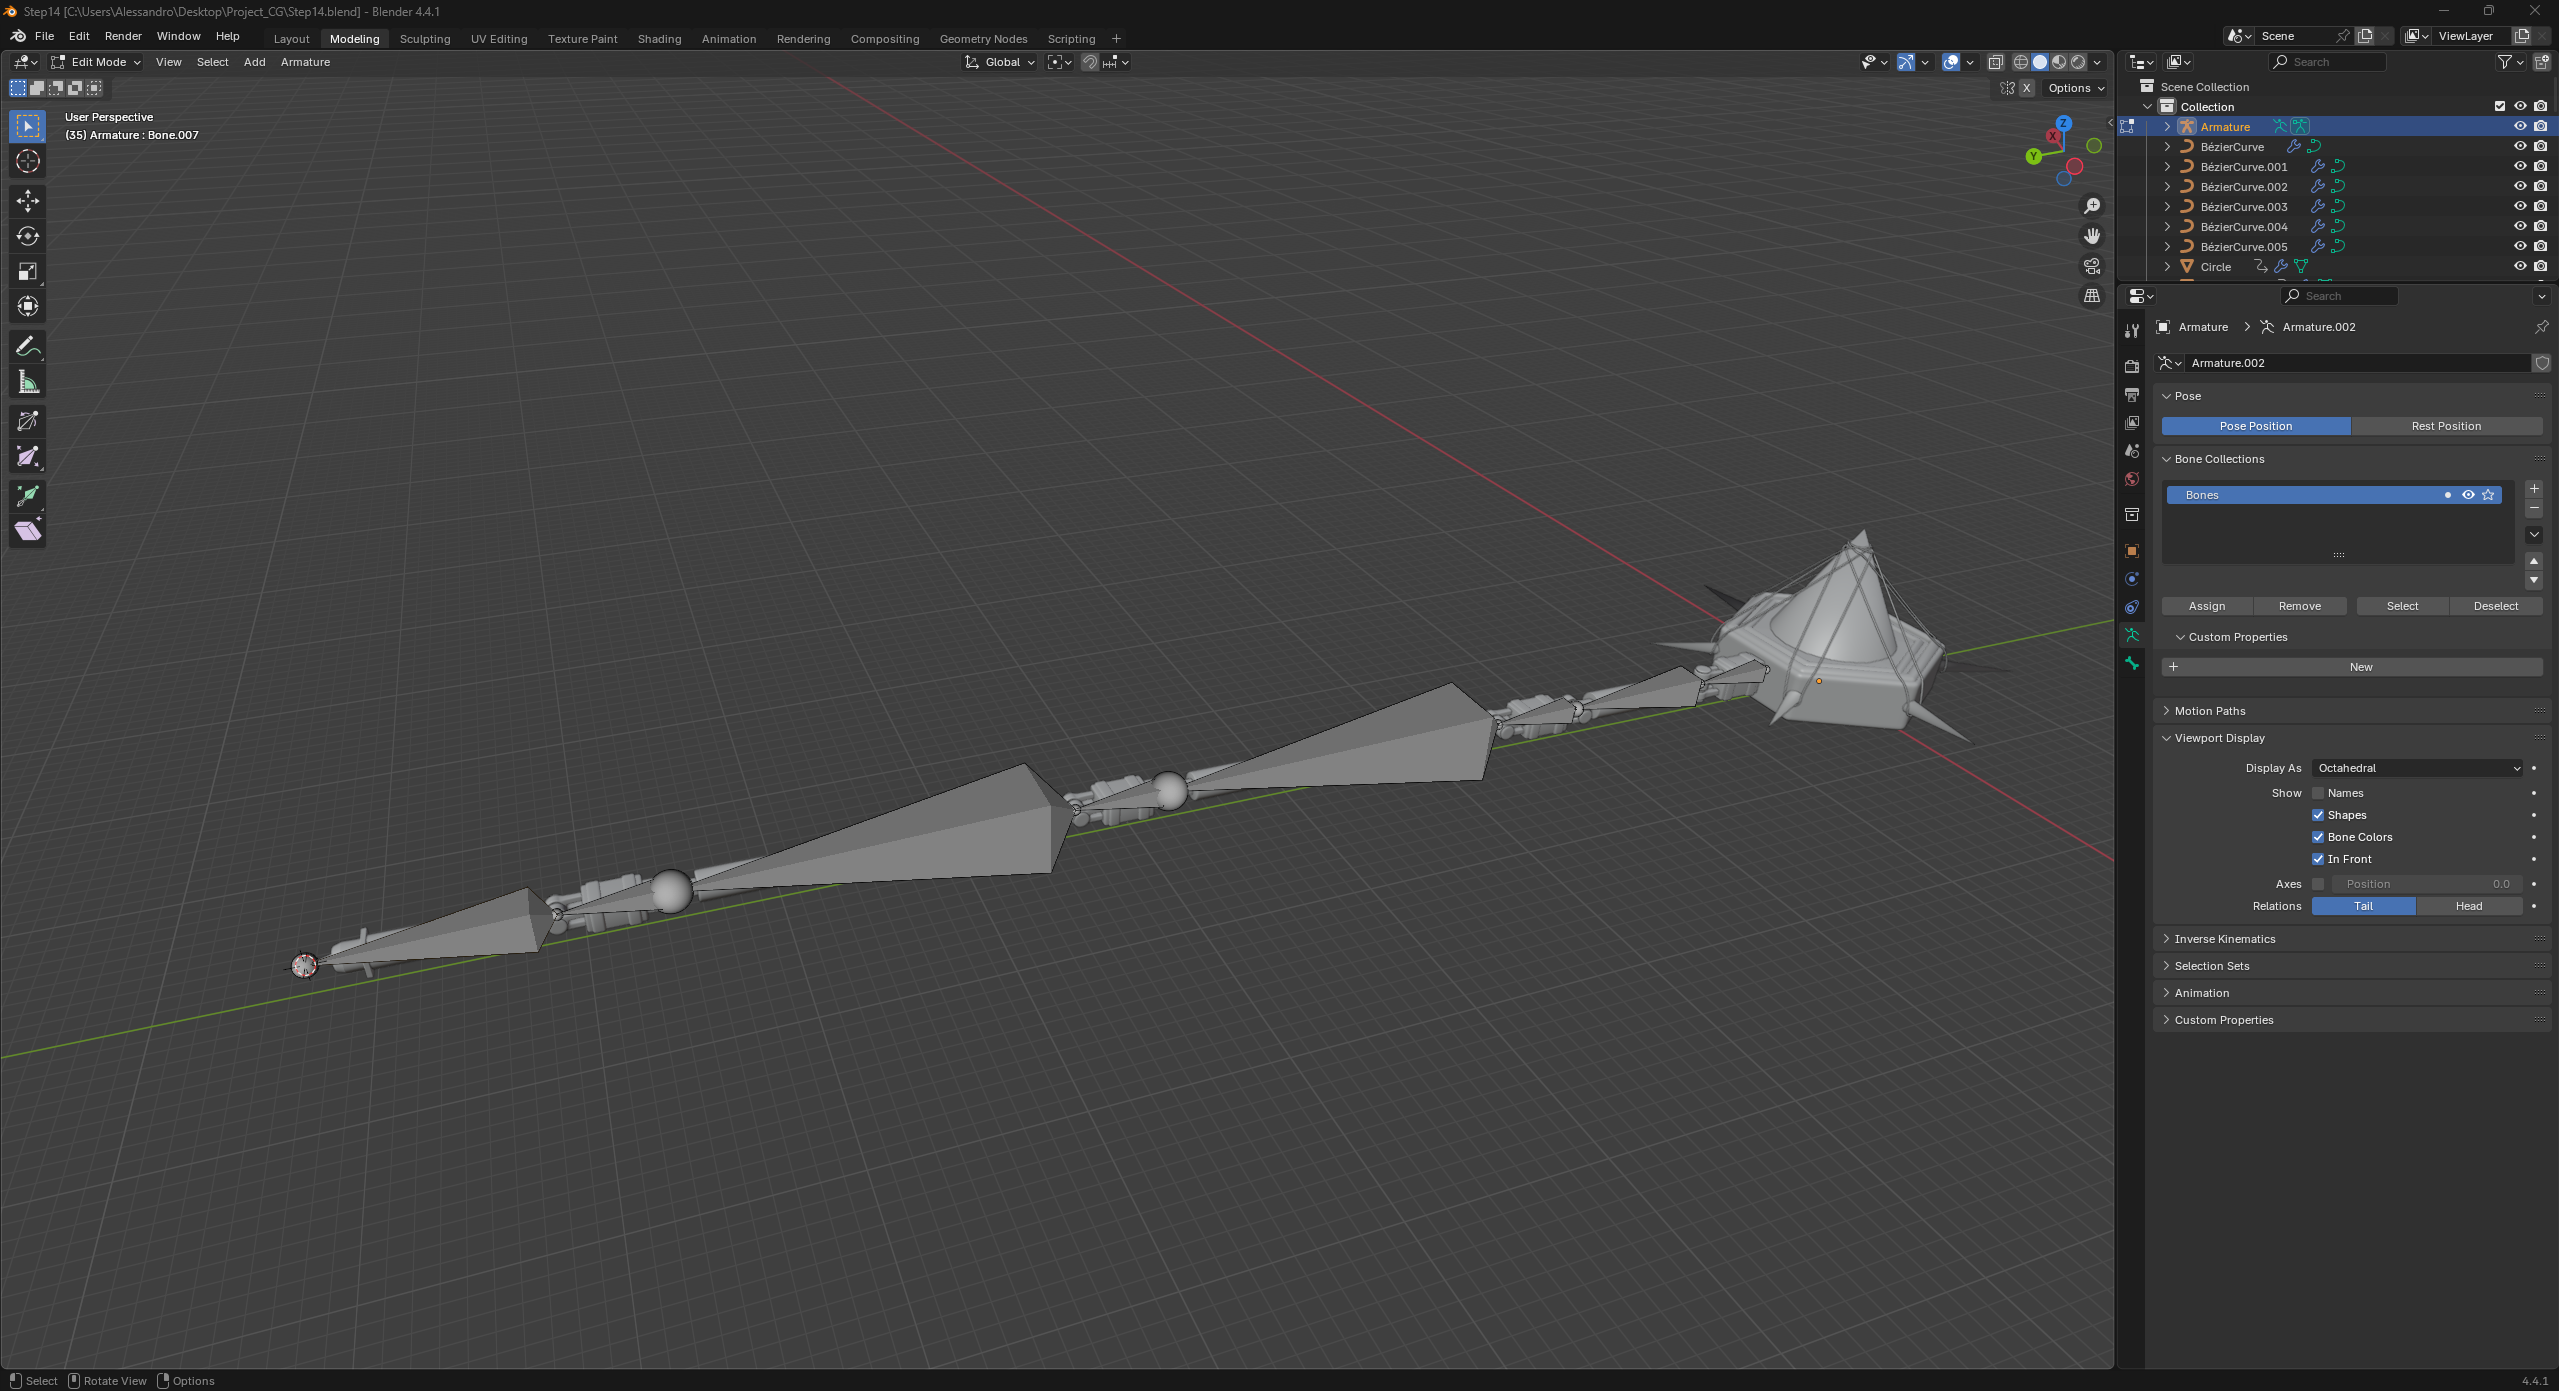 Step14 [C:\Users\Alessandro\Desktop\Project_CG\Step14.blend] - Blender 4.4.1
File Edit Render Window Help Layout Modeling Sculpting UV Editing Texture Paint Shading Animation Rendering Compositing Geometry Nodes Scripting + Scene ViewLayer
Edit Mode View Select Add Armature Global Search
X Options
User Perspective
(35) Armature : Bone.007
Z
X
Y
Scene Collection
Collection
Armature
BézierCurve
BézierCurve.001
BézierCurve.002
BézierCurve.003
BézierCurve.004
BézierCurve.005
Circle
Search
Armature > Armature.002
Armature.002
Pose
Pose Position Rest Position
Bone Collections
Bones
Assign Remove Select Deselect
Custom Properties
+ New
Motion Paths
Viewport Display
Display As Octahedral
Show Names
Shapes
Bone Colors
In Front
Axes Position 0.0
Relations Tail Head
Inverse Kinematics
Selection Sets
Animation
Custom Properties
Select Rotate View Options 4.4.1